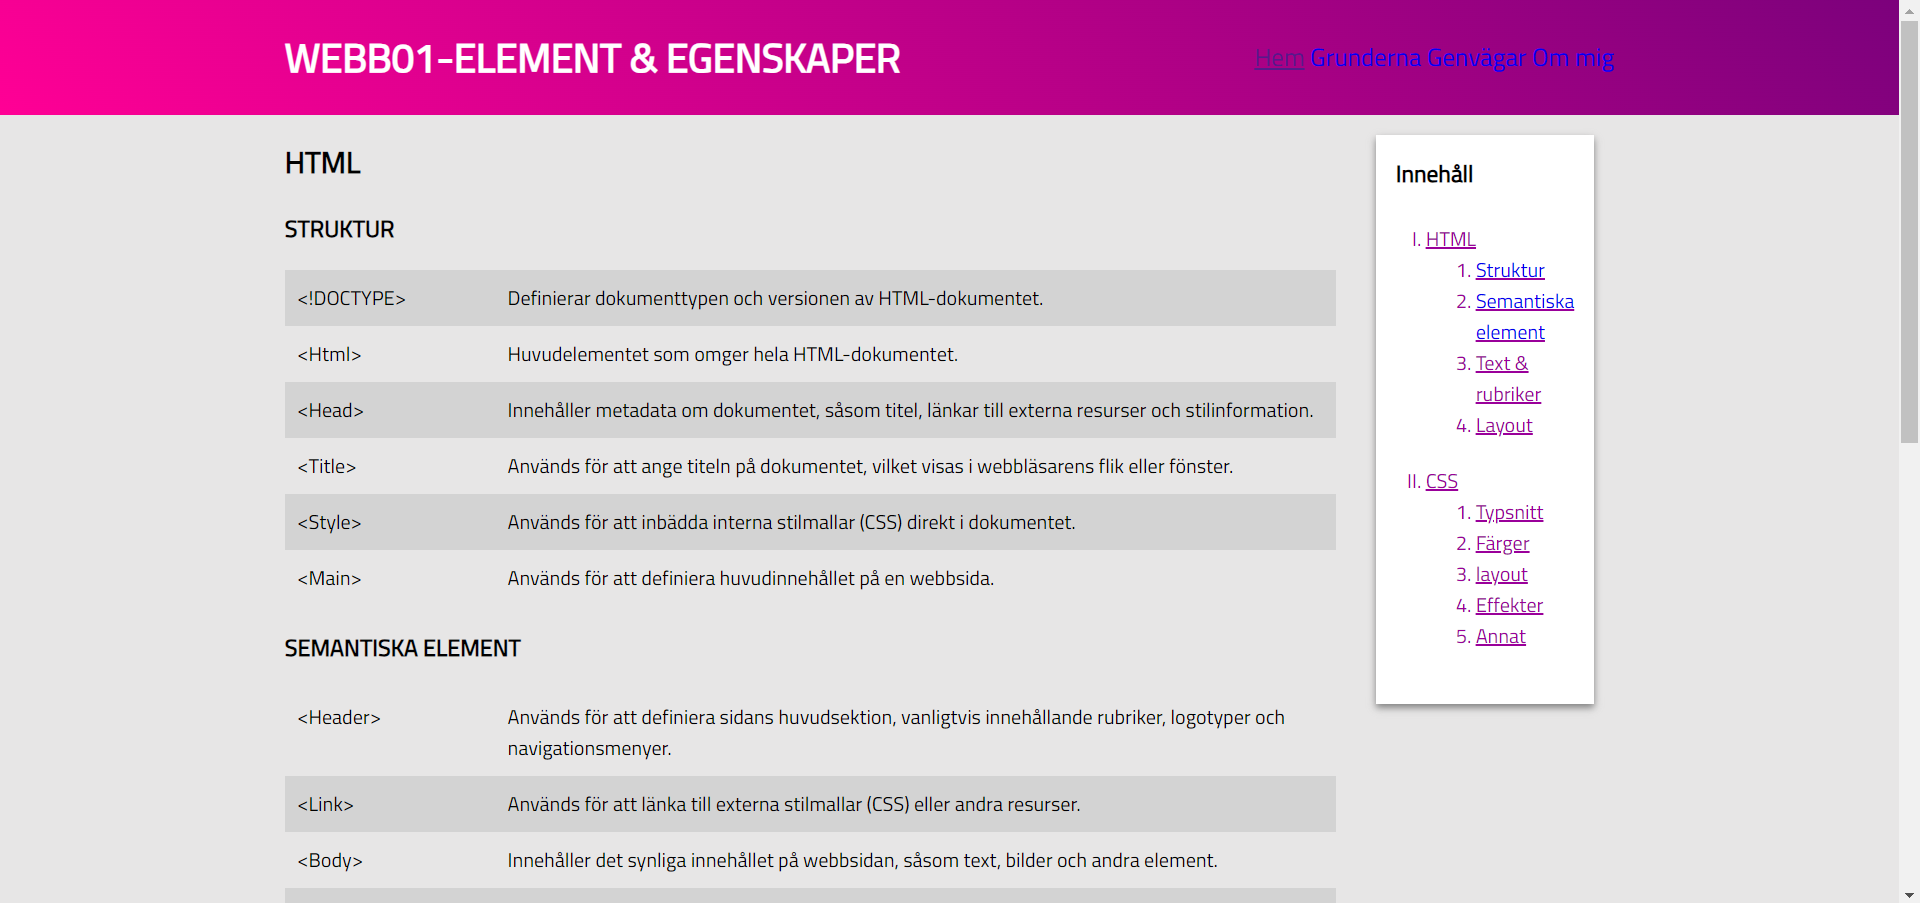 WEBB01-ELEMENT & EGENSKAPER
Hem Grunderna Genvägar Om mig
HTML
STRUKTUR
<!DOCTYPE> Definierar dokumenttypen och versionen av HTML-dokumentet.
<Html> Huvudelementet som omger hela HTML-dokumentet.
<Head> Innehåller metadata om dokumentet, såsom titel, länkar till externa resurser och stilinformation.
<Title> Används för att ange titeln på dokumentet, vilket visas i webbläsarens flik eller fönster.
<Style> Används för att inbädda interna stilmallar (CSS) direkt i dokumentet.
<Main> Används för att definiera huvudinnehållet på en webbsida.
SEMANTISKA ELEMENT
<Header> Används för att definiera sidans huvudsektion, vanligtvis innehållande rubriker, logotyper och
navigationsmenyer.
<Link> Används för att länka till externa stilmallar (CSS) eller andra resurser.
<Body> Innehåller det synliga innehållet på webbsidan, såsom text, bilder och andra element.
Innehåll
I. HTML
1. Struktur
2. Semantiska
element
3. Text &
rubriker
4. Layout
II. CSS
1. Typsnitt
2. Färger
3. layout
4. Effekter
5. Annat